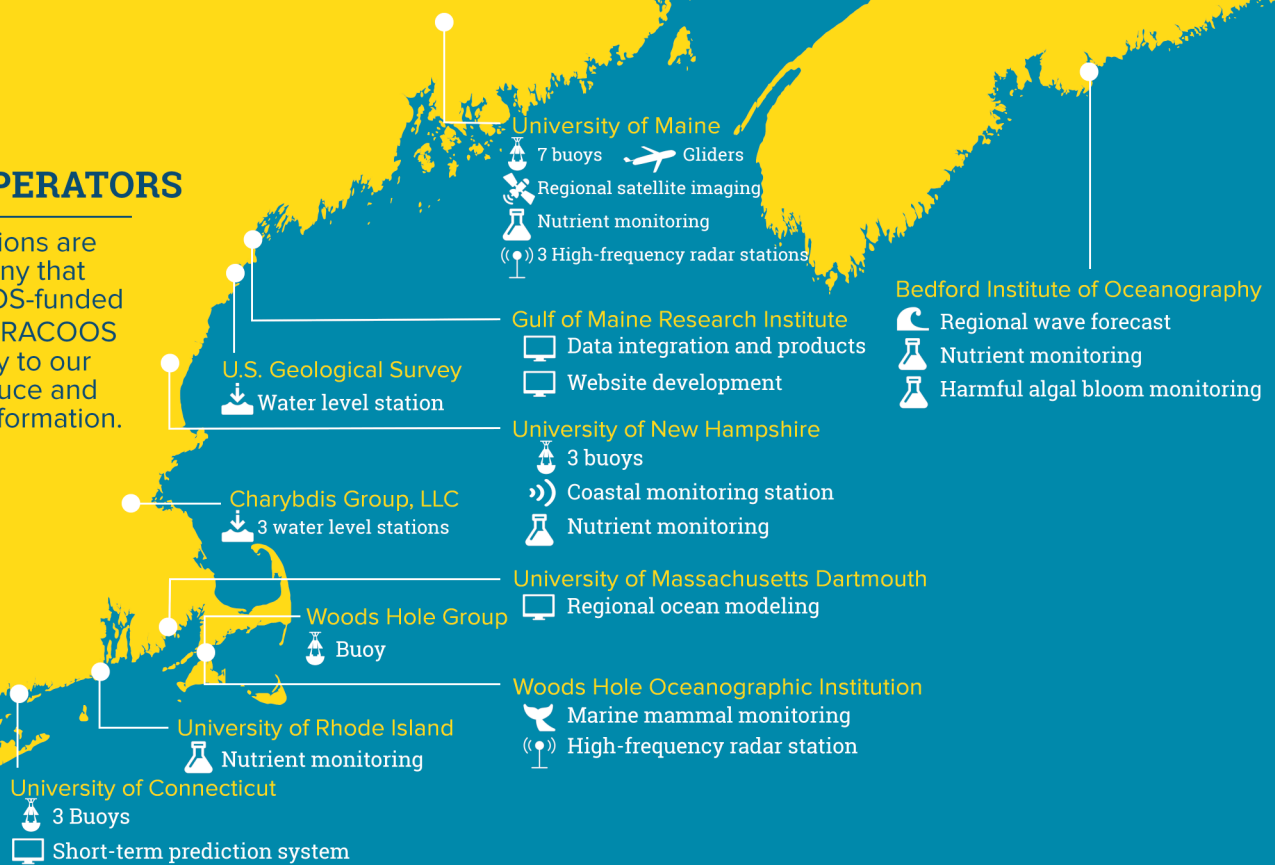 PERATORS
ions are
ny that
OS-funded
RACOOS
y to our
uce and
formation.
University of Maine
7 buoys
Gliders
Regional satellite imaging
Nutrient monitoring
3 High-frequency radar stations
Bedford Institute of Oceanography
Regional wave forecast
Nutrient monitoring
Harmful algal bloom monitoring
Gulf of Maine Research Institute
Data integration and products
Website development
U.S. Geological Survey
Water level station
University of New Hampshire
3 buoys
Coastal monitoring station
Nutrient monitoring
Charybdis Group, LLC
3 water level stations
University of Massachusetts Dartmouth
Regional ocean modeling
Woods Hole Group
Buoy
Woods Hole Oceanographic Institution
Marine mammal monitoring
High-frequency radar station
University of Rhode Island
Nutrient monitoring
University of Connecticut
3 Buoys
Short-term prediction system